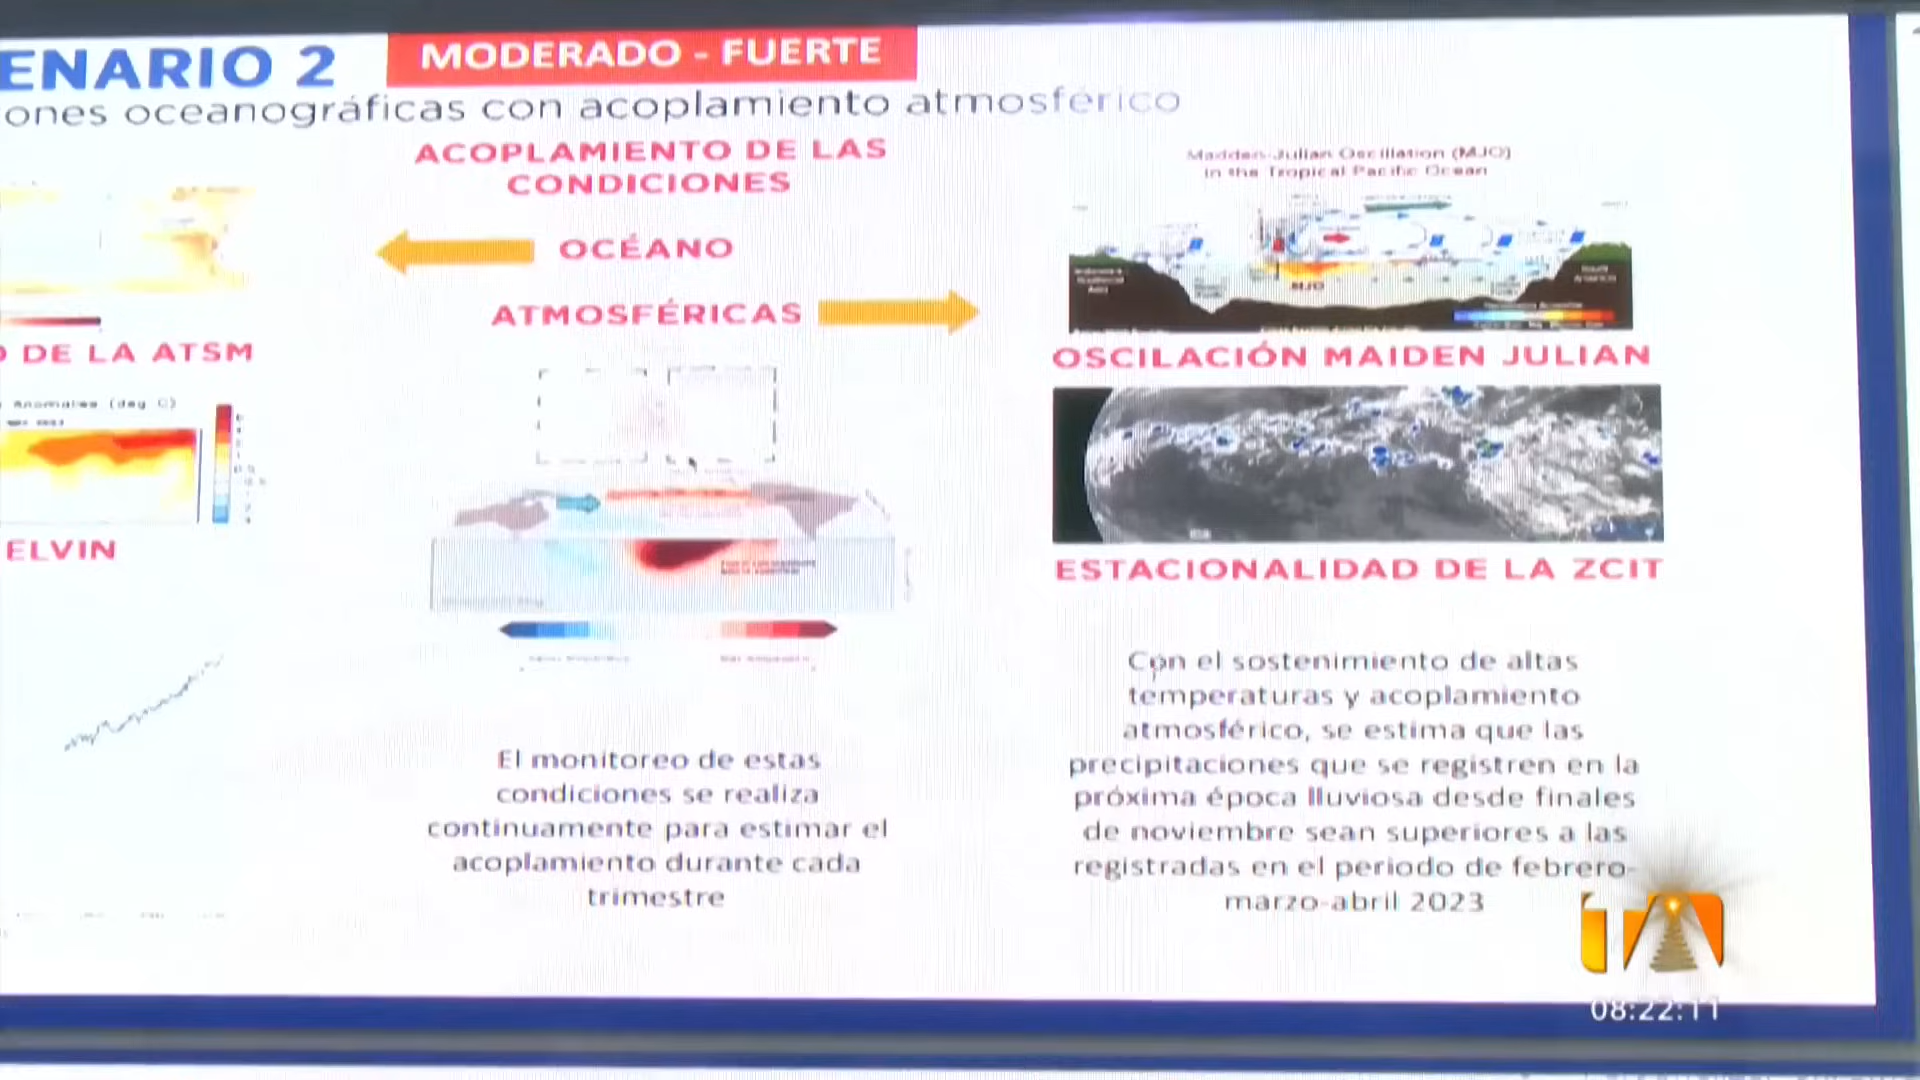 ENARIO 2
MODERADO - FUERTE
ones oceanográficas con acoplamiento atmosférico
ACOPLAMIENTO DE LAS
CONDICIONES
OCÉANO
ATMOSFÉRICAS
DE LA ATSM
Anomalies (deg C)
ELVIN
El monitoreo de estas
condiciones se realiza
continuamente para estimar el
acoplamiento durante cada
trimestre
Madden-Julian Oscillation (MJO)
in the Tropical Pacific Ocean
MJO
OSCILACIÓN MAIDEN JULIAN
ESTACIONALIDAD DE LA ZCIT
Con el sostenimiento de altas
temperaturas y acoplamiento
atmosférico, se estima que las
precipitaciones que se registren en la
próxima época lluviosa desde finales
de noviembre sean superiores a las
registradas en el periodo de febrero-
marzo-abril 2023
08:22:11